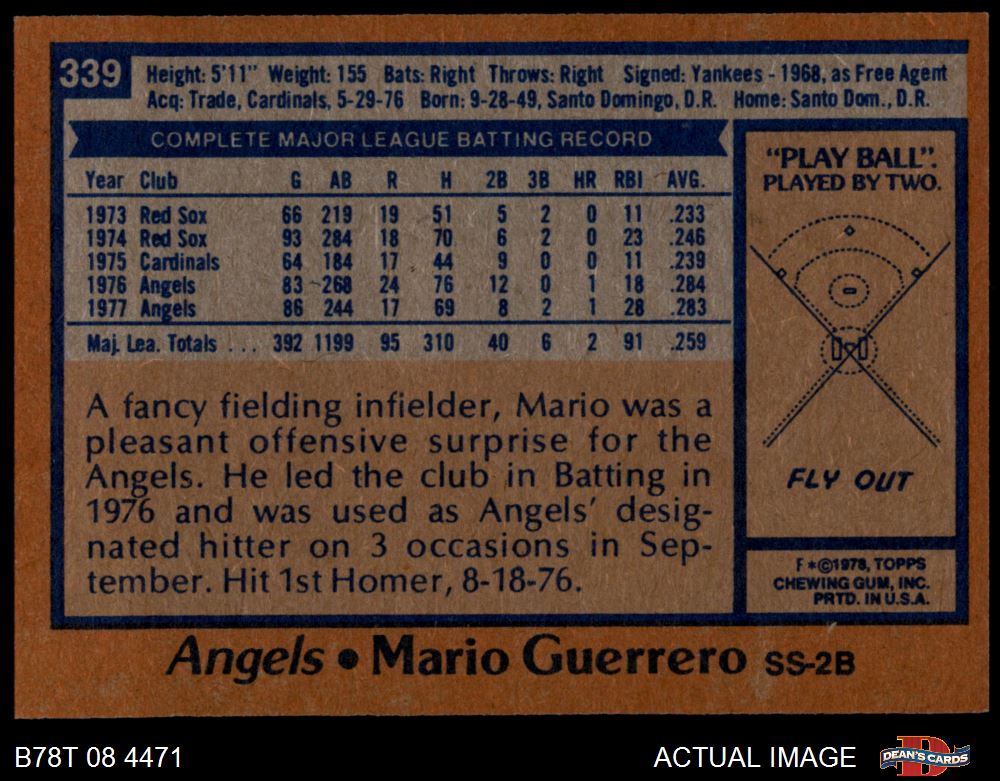 339
Height: 5'11" Weight: 155 Bats: Right Throws: Right Signed: Yankees - 1968, as Free Agent
Acq: Trade, Cardinals, 5-29-76 Born: 9-28-49, Santo Domingo, D.R. Home: Santo Dom., D.R.
COMPLETE MAJOR LEAGUE BATTING RECORD
Year Club G AB R H 2B 3B HR RBI AVG.
1973 Red Sox 66 219 19 51 5 2 0 11 .233
1974 Red Sox 93 284 18 70 6 2 0 23 .246
1975 Cardinals 64 184 17 44 9 0 0 11 .239
1976 Angels 83 268 24 76 12 0 1 18 .284
1977 Angels 86 244 17 69 8 2 1 28 .283
Maj. Lea. Totals . . . 392 1199 95 310 40 6 2 91 .259
A fancy fielding infielder, Mario was a
pleasant offensive surprise for the
Angels. He led the club in Batting in
1976 and was used as Angels' desig-
nated hitter on 3 occasions in Sep-
tember. Hit 1st Homer, 8-18-76.
"PLAY BALL".
PLAYED BY TWO.
FLY OUT
F*©1978, TOPPS
CHEWING GUM, INC.
PRTD. IN U.S.A.
Angels • Mario Guerrero SS-2B
B78T 08 4471
ACTUAL IMAGE
DEAN'S CARDS